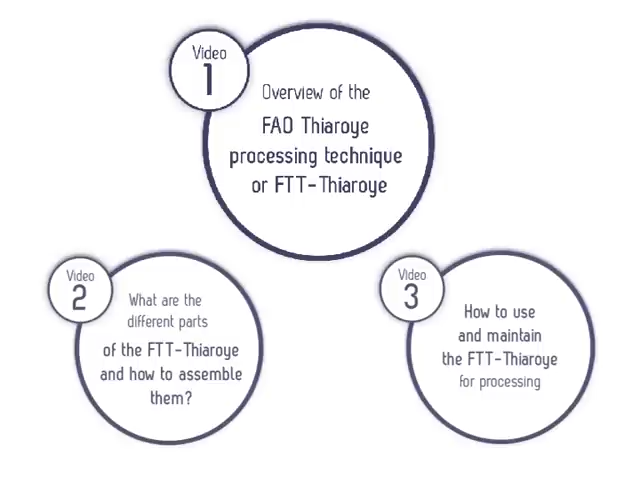 Video
1
Overview of the
FAO Thiaroye
processing technique
or FTT-Thiaroye
Video
2
What are the
different parts
of the FTT-Thiaroye
and how to assemble
them?
Video
3
How to use
and maintain
the FTT-Thiaroye
for processing